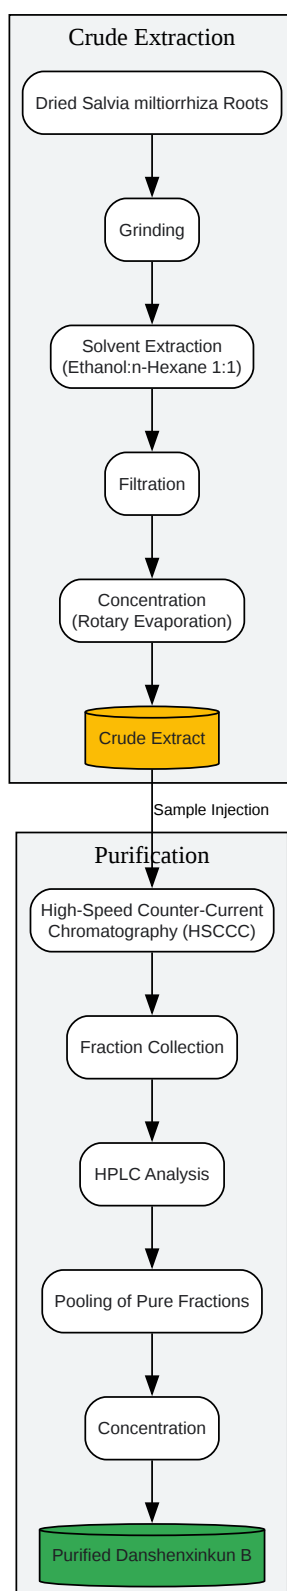 Crude Extraction
Dried Salvia miltiorrhiza Roots
Grinding
Solvent Extraction
(Ethanol:n-Hexane 1:1)
Filtration
Concentration
(Rotary Evaporation)
Crude Extract
Sample Injection
Purification
High-Speed Counter-Current
Chromatography (HSCCC)
Fraction Collection
HPLC Analysis
Pooling of Pure Fractions
Concentration
Purified Danshenxinkun B